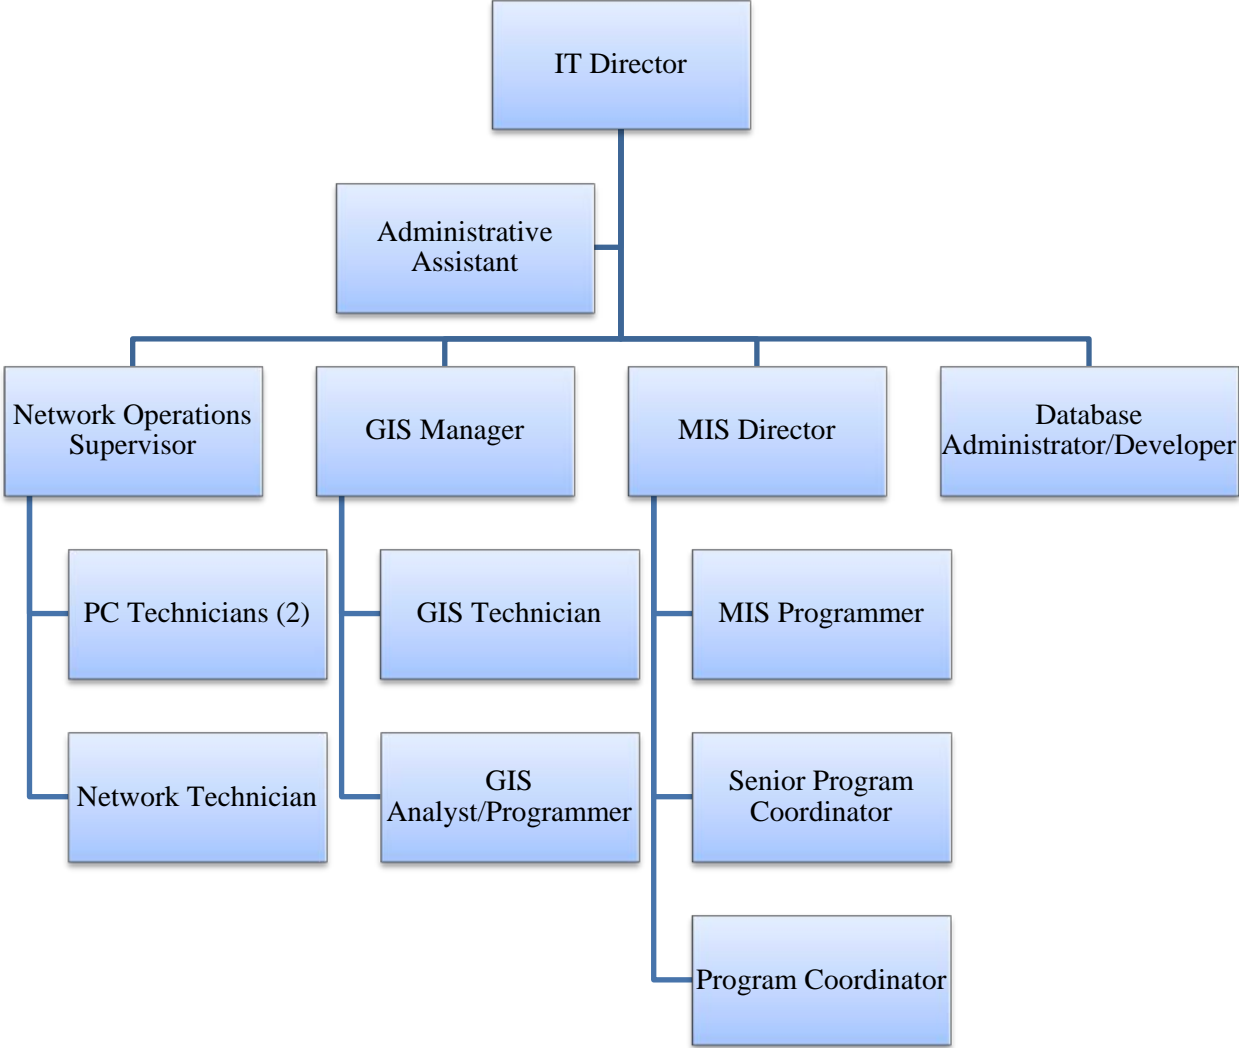 IT Director
Administrative
Assistant
Network Operations
Supervisor
GIS Manager
MIS Director
Database
Administrator/Developer
PC Technicians (2)
GIS Technician
MIS Programmer
Network Technician
GIS
Analyst/Programmer
Senior Program
Coordinator
Program Coordinator